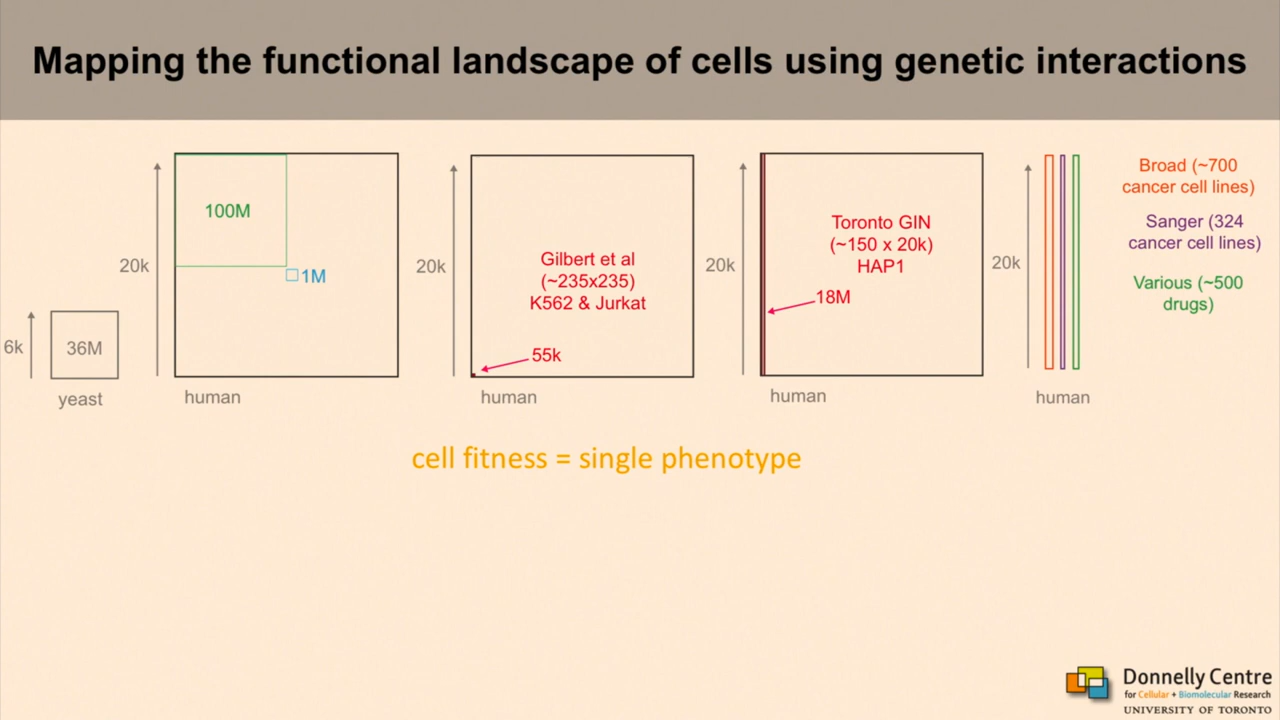 Mapping the functional landscape of cells using genetic interactions
6k
36M
yeast
20k
100M
1M
human
20k
Gilbert et al
(~235x235)
K562 & Jurkat
55k
human
20k
Toronto GIN
(~150 x 20k)
HAP1
18M
human
20k
human
Broad (~700
cancer cell lines)
Sanger (324
cancer cell lines)
Various (~500
drugs)
cell fitness = single phenotype
Donnelly Centre
for Cellular + Biomolecular Research
UNIVERSITY OF TORONTO